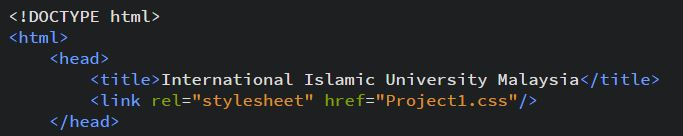 <!DOCTYPE html>
<html>
<head>
<title>International Islamic University Malaysia</title>
<link rel="stylesheet" href="Project1.css"/>
</head>